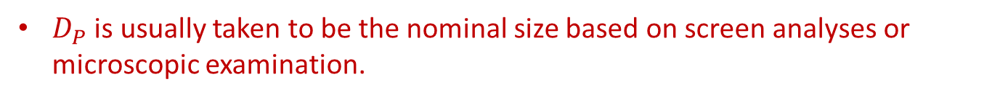 • D_P is usually taken to be the nominal size based on screen analyses or
microscopic examination.